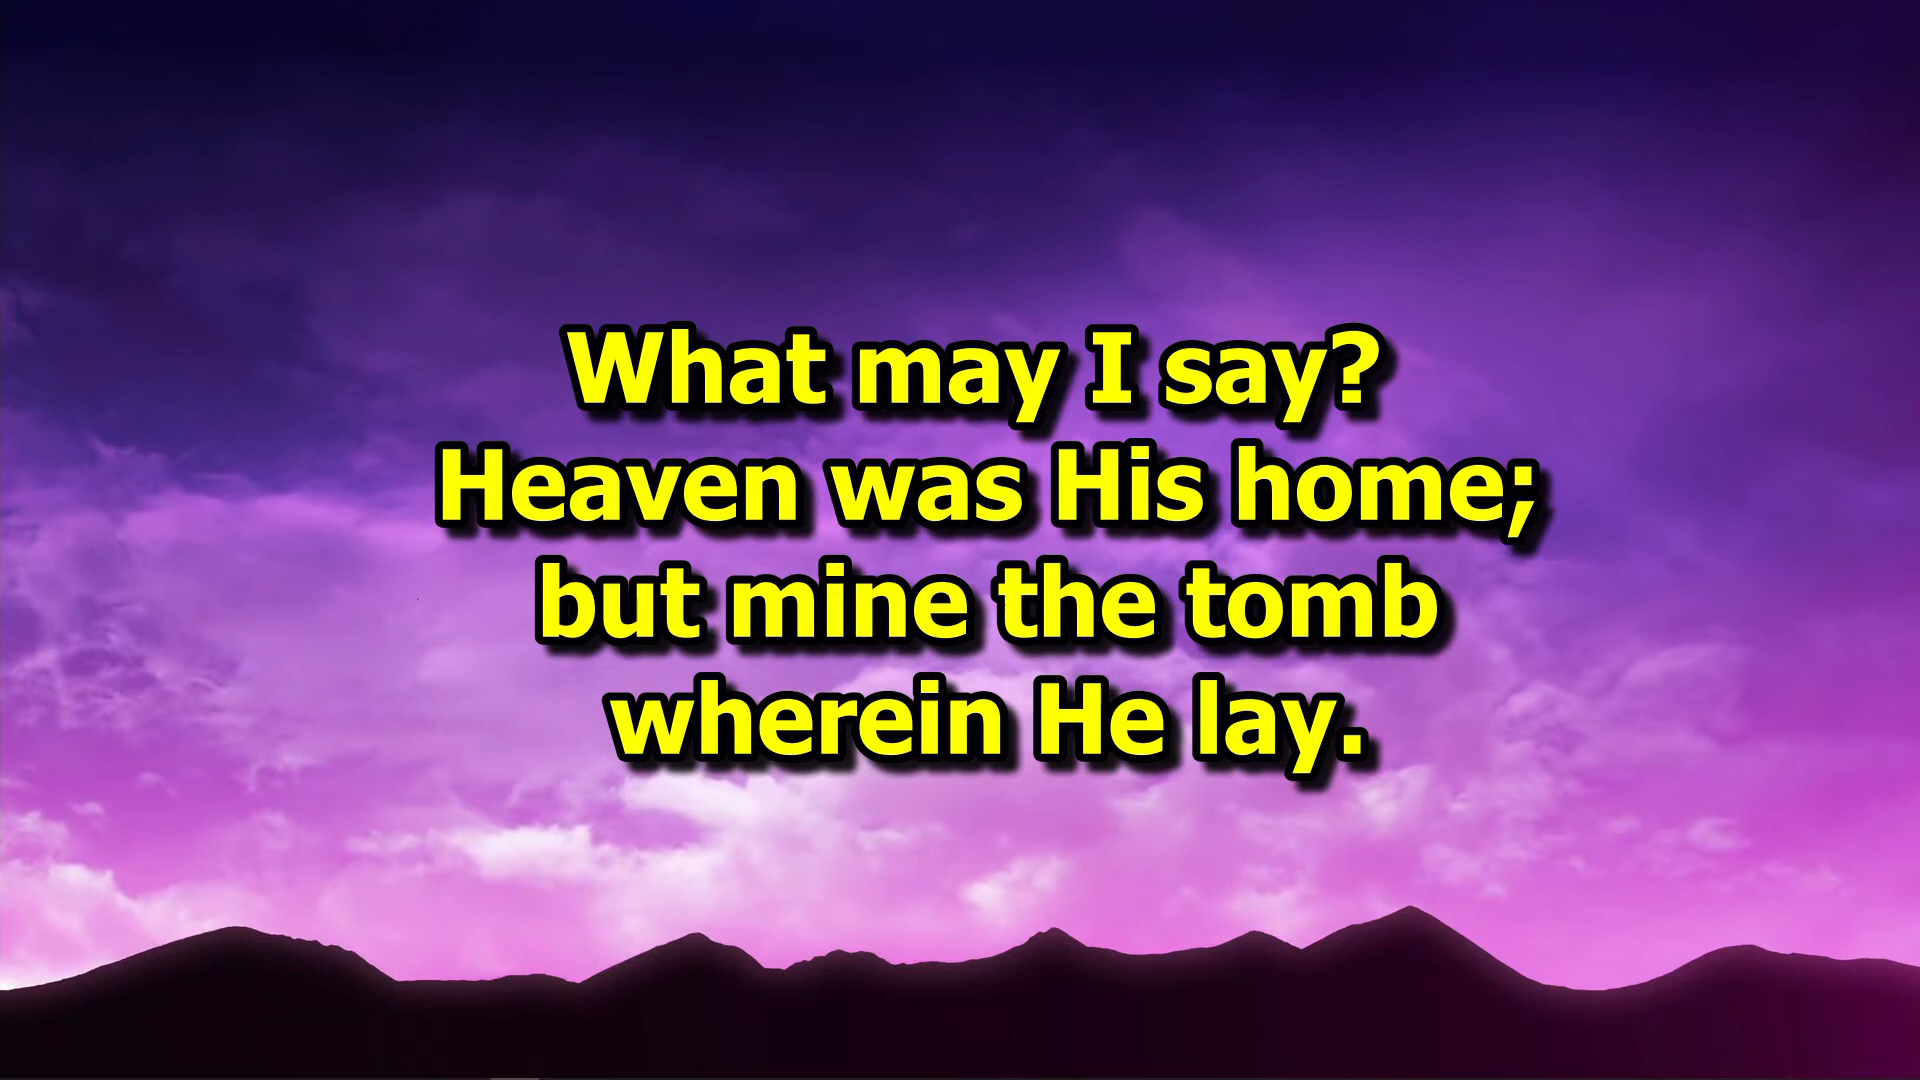 What may I say?
Heaven was His home;
but mine the tomb
wherein He lay.